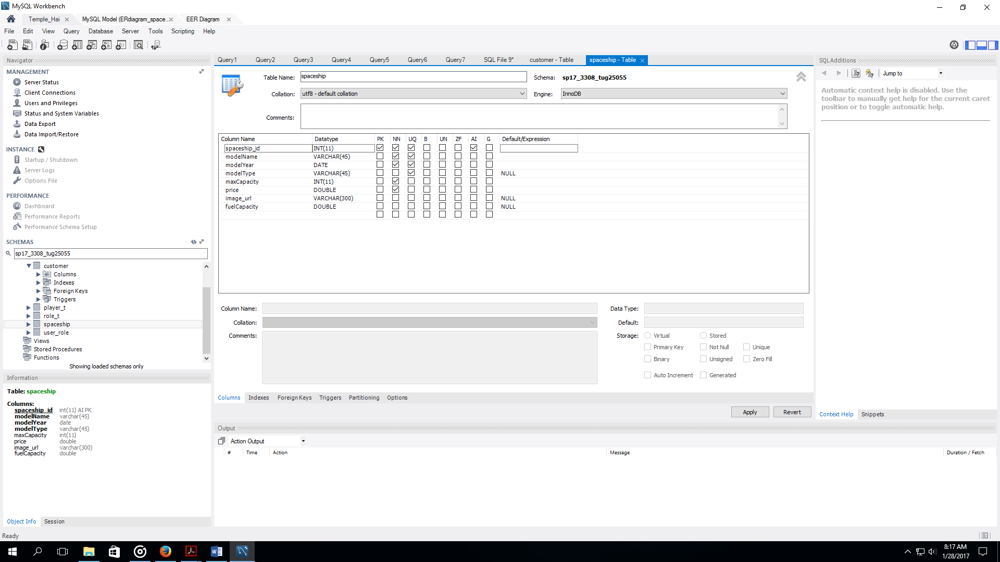 MySQL Workbench
Temple_Hai
MySQL Model (ERdiagram_space..
EER Diagram
File Edit View Query Database Server Tools Scripting Help
Navigator
MANAGEMENT
Server Status
Client Connections
Users and Privileges
Status and System Variables
Data Export
Data Import/Restore
INSTANCE
Startup / Shutdown
Server Logs
Options File
PERFORMANCE
Dashboard
Performance Reports
Performance Schema Setup
SCHEMAS
sp17_3308_tug25055
customer
Columns
Indexes
Foreign Keys
Triggers
player_t
role_t
spaceship
user_role
Views
Stored Procedures
Functions
Showing loaded schemas only
Information
Table: spaceship
Columns:
spaceship_id int(11) AI PK
modelName varchar(45)
modelYear date
modelType varchar(45)
maxCapacity int(11)
price double
image_url varchar(300)
fuelCapacity double
Object Info Session
Ready
Query1 Query2 Query3 Query4 Query5 Query6 Query7 SQL File 9* customer - Table spaceship - Table
Table Name: spaceship Schema: sp17_3308_tug25055
Collation: utf8 - default collation Engine: InnoDB
Comments:
Column Name Datatype PK NN UQ B UN ZF AI G Default/Expression
spaceship_id INT(11)
modelName VARCHAR(45)
modelYear DATE
modelType VARCHAR(45) NULL
maxCapacity INT(11)
price DOUBLE
image_url VARCHAR(300) NULL
fuelCapacity DOUBLE NULL
Column Name: Data Type:
Collation: Default:
Comments: Storage: Virtual Stored
Primary Key Not Null Unique
Binary Unsigned Zero Fill
Auto Increment Generated
Columns Indexes Foreign Keys Triggers Partitioning Options
Apply Revert
Output
Action Output
# Time Action Message Duration / Fetch
SQLAdditions
Jump to
Automatic context help is disabled. Use the
toolbar to manually get help for the current caret
position or to toggle automatic help.
Context Help Snippets
8:17 AM
1/28/2017